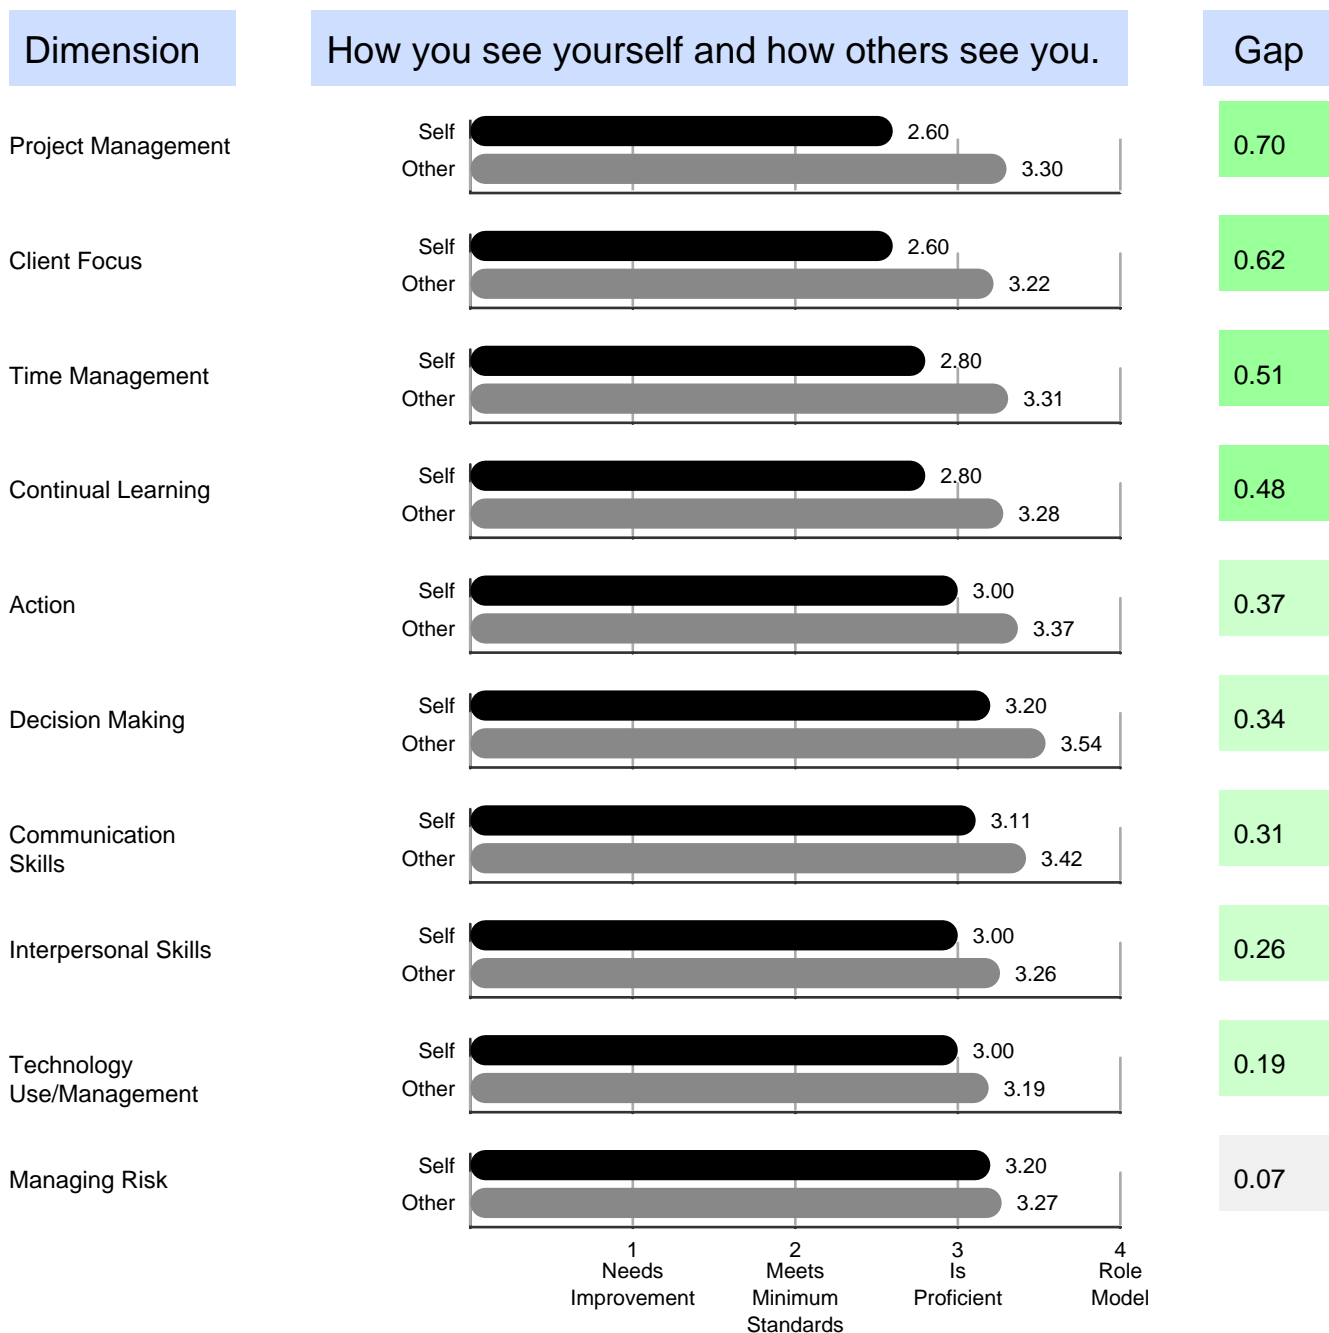 Dimension
How you see yourself and how others see you.
Gap
Project Management
Self
2.60
Other
3.30
0.70
Client Focus
Self
2.60
Other
3.22
0.62
Time Management
Self
2.80
Other
3.31
0.51
Continual Learning
Self
2.80
Other
3.28
0.48
Action
Self
3.00
Other
3.37
0.37
Decision Making
Self
3.20
Other
3.54
0.34
Communication
Skills
Self
3.11
Other
3.42
0.31
Interpersonal Skills
Self
3.00
Other
3.26
0.26
Technology
Use/Management
Self
3.00
Other
3.19
0.19
Managing Risk
Self
3.20
Other
3.27
0.07
1
Needs
Improvement
2
Meets
Minimum
Standards
3
Is
Proficient
4
Role
Model